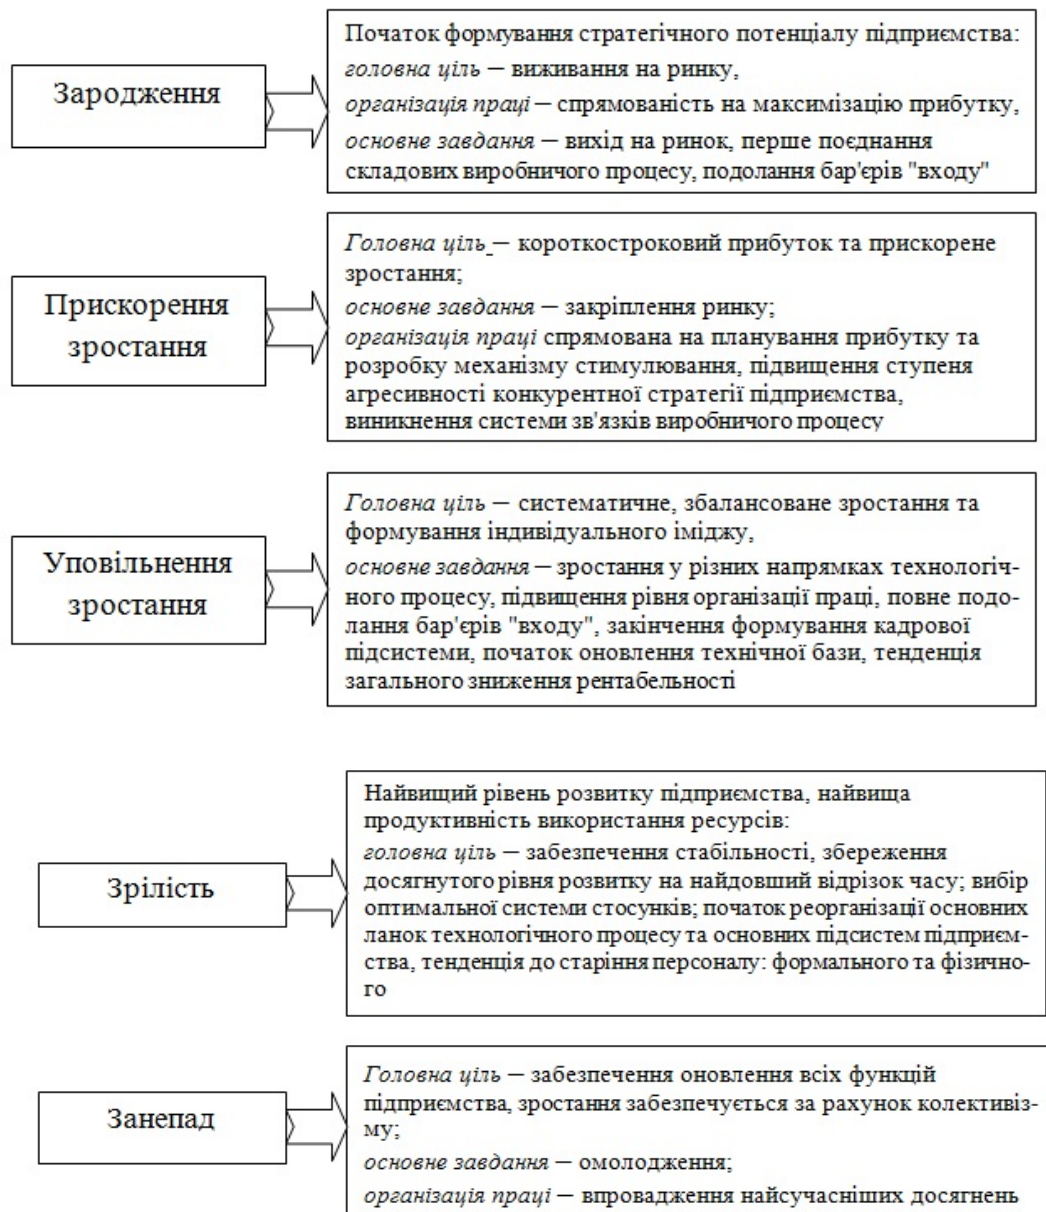 Зародження
Початок формування стратегічного потенціалу підприємства:
головна ціль — виживання на ринку,
організація праці — спрямованість на максимізацію прибутку,
основне завдання — вихід на ринок, перше поєднання
складових виробничого процесу, подолання бар'єрів "входу"
Прискорення
зростання
Головна ціль — короткостроковий прибуток та прискорене
зростання;
основне завдання — закріплення ринку;
організація праці спрямована на планування прибутку та
розробку механізму стимулювання, підвищення ступеня
агресивності конкурентної стратегії підприємства,
виникнення системи зв'язків виробничого процесу
Уповільнення
зростання
Головна ціль — систематичне, збалансоване зростання та
формування індивідуального іміджу,
основне завдання — зростання у різних напрямках технологіч-
ного процесу, підвищення рівня організації праці, повне подо-
лання бар'єрів "входу", закінчення формування кадрової
підсистеми, початок оновлення технічної бази, тенденція
загального зниження рентабельності
Зрілість
Найвищий рівень розвитку підприємства, найвища
продуктивність використання ресурсів:
головна ціль — забезпечення стабільності, збереження
досягнутого рівня розвитку на найдовший відрізок часу; вибір
оптимальної системи стосунків; початок реорганізації основних
ланок технологічного процесу та основних підсистем підприєм-
ства, тенденція до старіння персоналу: формального та фізично-
го
Занепад
Головна ціль — забезпечення оновлення всіх функцій
підприємства, зростання забезпечується за рахунок колективіз-
му;
основне завдання — омолодження;
організація праці — впровадження найсучасніших досягнень